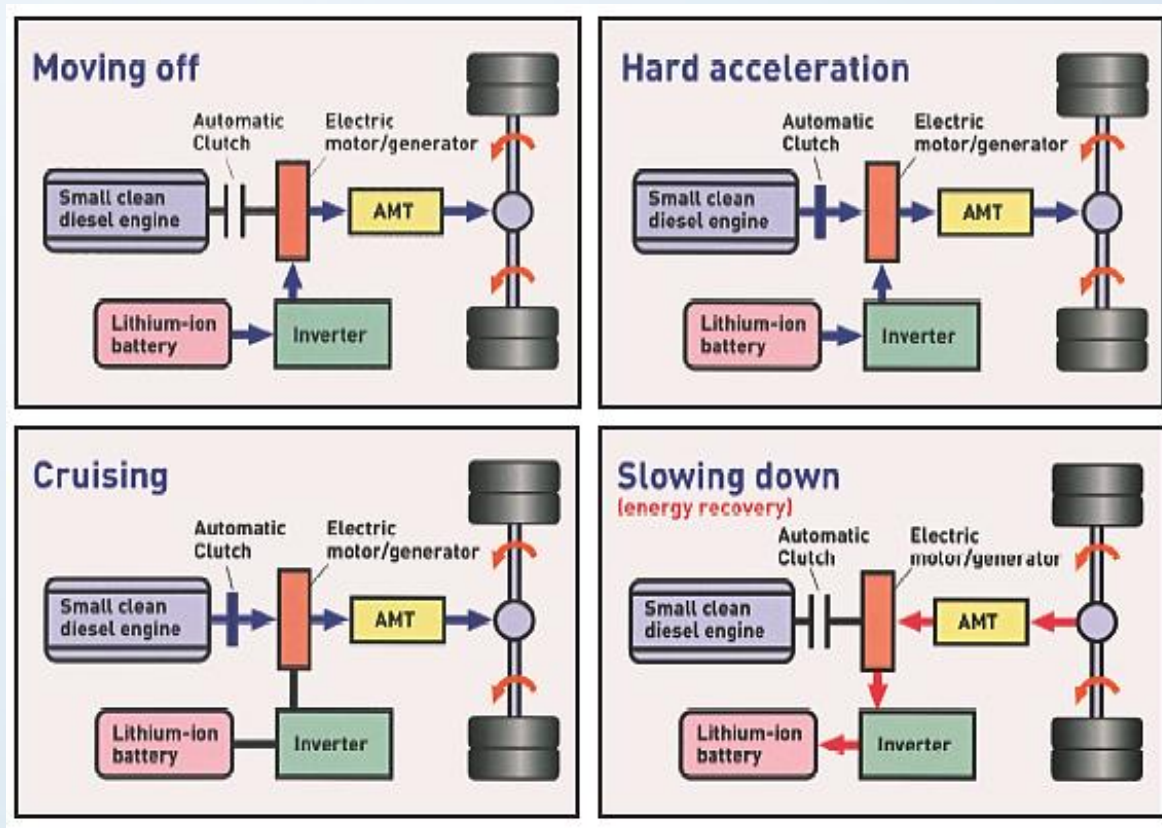 Moving off
Automatic
Clutch
Electric
motor/generator
Small clean
diesel engine
AMT
Lithium-ion
battery
Inverter
Hard acceleration
Automatic
Clutch
Electric
motor/generator
Small clean
diesel engine
AMT
Lithium-ion
battery
Inverter
Cruising
Automatic
Clutch
Electric
motor/generator
Small clean
diesel engine
AMT
Lithium-ion
battery
Inverter
Slowing down
(energy recovery)
Automatic
Clutch
Electric
motor/generator
Small clean
diesel engine
AMT
Lithium-ion
battery
Inverter